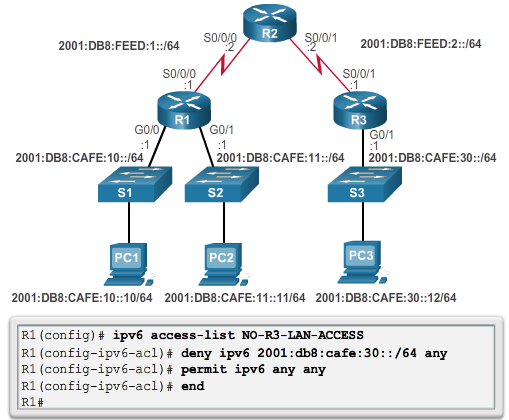 R2
S0/0/0
:2
S0/0/1
:2
2001:DB8:FEED:1::/64
2001:DB8:FEED:2::/64
S0/0/0
:1
S0/0/1
:1
R1
R3
G0/0
:1
G0/1
:1
G0/1
:1
2001:DB8:CAFE:10::/64
2001:DB8:CAFE:11::/64
2001:DB8:CAFE:30::/64
S1
S2
S3
PC1
PC2
PC3
2001:DB8:CAFE:10::10/64
2001:DB8:CAFE:11::11/64
2001:DB8:CAFE:30::12/64
R1(config)# ipv6 access-list NO-R3-LAN-ACCESS
R1(config-ipv6-acl)# deny ipv6 2001:db8:cafe:30::/64 any
R1(config-ipv6-acl)# permit ipv6 any any
R1(config-ipv6-acl)# end
R1#